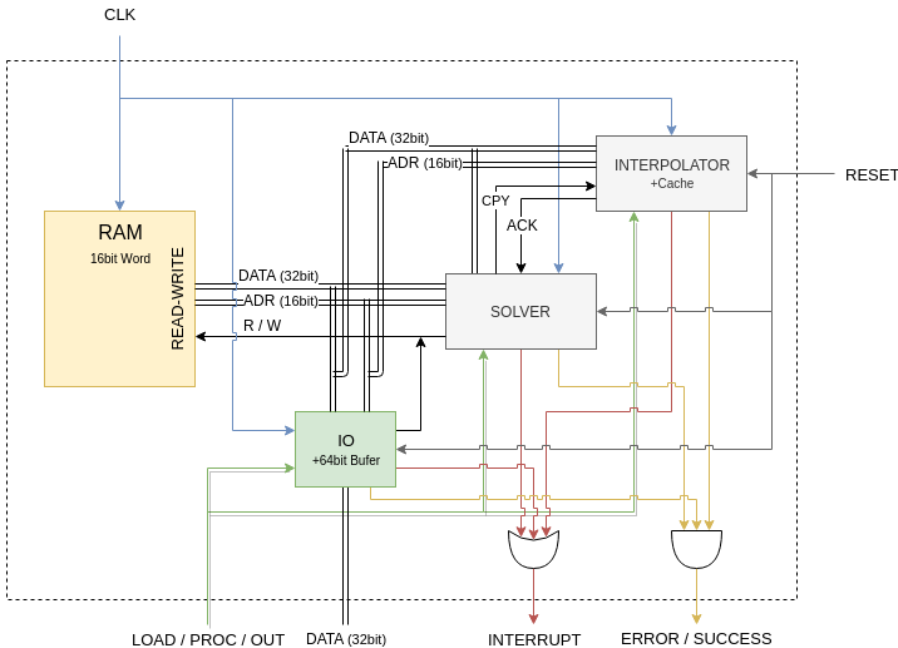 CLK
DATA (32bit)
ADR (16bit)
INTERPOLATOR
+Cache
RESET
CPY
ACK
RAM
16bit Word
READ-WRITE
DATA (32bit)
ADR (16bit)
R / W
SOLVER
IO
+64bit Bufer
LOAD / PROC / OUT
DATA (32bit)
INTERRUPT
ERROR / SUCCESS